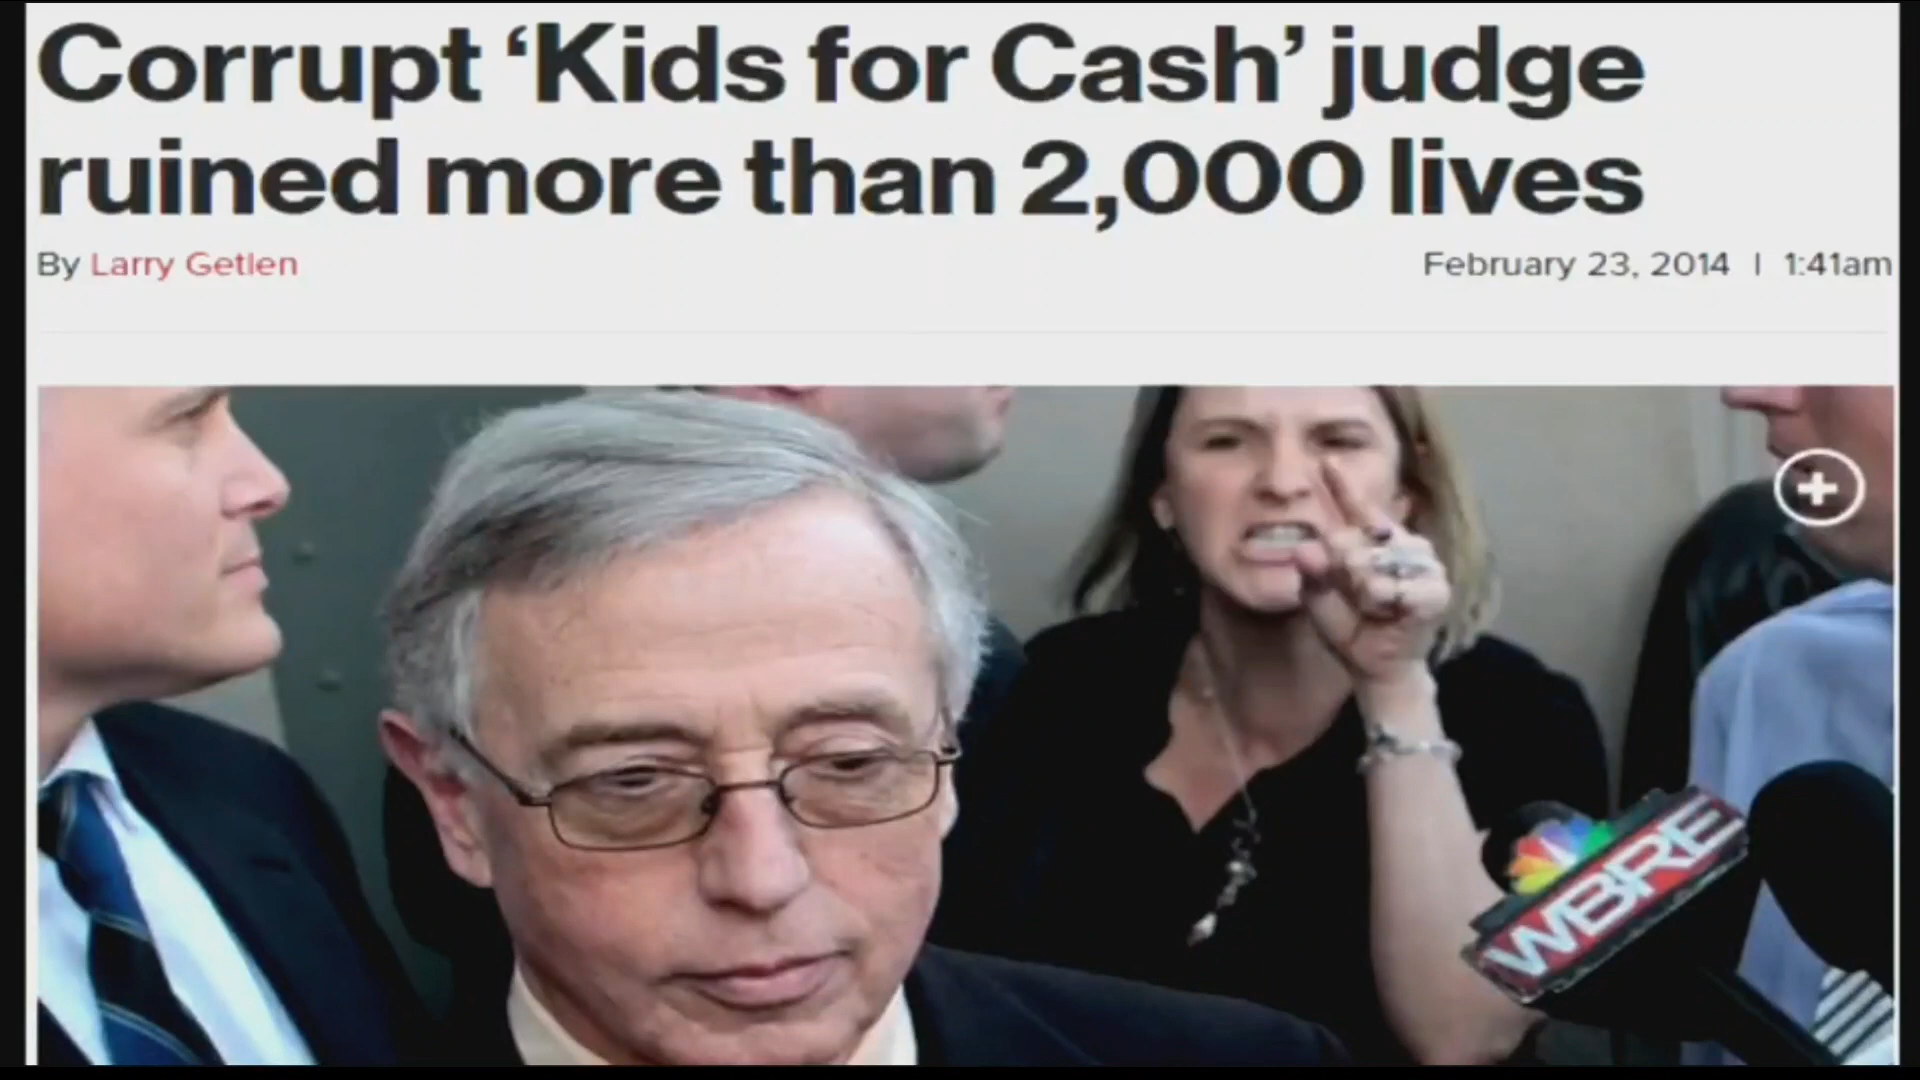 Corrupt ‘Kids for Cash’ judge
ruined more than 2,000 lives
By Larry Getlen
February 23, 2014 | 1:41am
WBRE